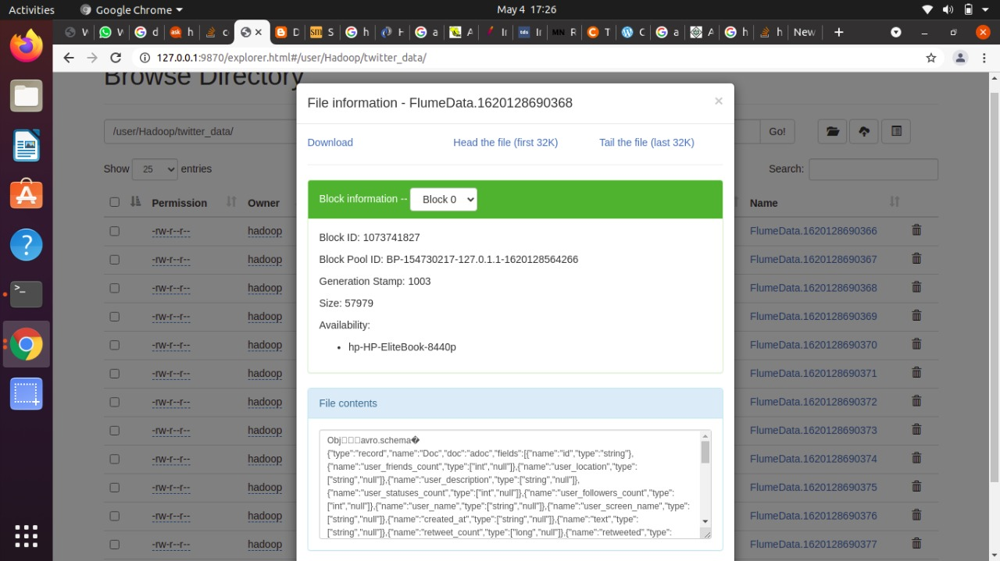 Activities Google Chrome May 4 17:26
W W G d ask h c D S G h H G a A Ir tds Ir MN R T C G a A G h h New
127.0.0.1:9870/explorer.html#/user/Hadoop/twitter_data/
Browse Directory
/user/Hadoop/twitter_data/ Go!
Show 25 entries Search:
Permission Owner Name
-rw-r--r-- hadoop FlumeData.1620128690366
-rw-r--r-- hadoop FlumeData.1620128690367
-rw-r--r-- hadoop FlumeData.1620128690368
-rw-r--r-- hadoop FlumeData.1620128690369
-rw-r--r-- hadoop FlumeData.1620128690370
-rw-r--r-- hadoop FlumeData.1620128690371
-rw-r--r-- hadoop FlumeData.1620128690372
-rw-r--r-- hadoop FlumeData.1620128690373
-rw-r--r-- hadoop FlumeData.1620128690374
-rw-r--r-- hadoop FlumeData.1620128690375
-rw-r--r-- hadoop FlumeData.1620128690376
-rw-r--r-- hadoop FlumeData.1620128690377
File information - FlumeData.1620128690368
Download Head the file (first 32K) Tail the file (last 32K)
Block information -- Block 0
Block ID: 1073741827
Block Pool ID: BP-154730217-127.0.1.1-1620128564266
Generation Stamp: 1003
Size: 57979
Availability:
hp-HP-EliteBook-8440p
File contents
Obj avro.schema�
{"type":"record","name":"Doc","doc":"adoc","fields":[{"name":"id","type":"string"},
{"name":"user_friends_count","type":["int","null"]},{"name":"user_location","type":
["string","null"]},{"name":"user_description","type":["string","null"]},
{"name":"user_statuses_count","type":["int","null"]},{"name":"user_followers_count","type":
["int","null"]},{"name":"user_name","type":["string","null"]},{"name":"user_screen_name","type":
["string","null"]},{"name":"created_at","type":["string","null"]},{"name":"text","type":
["string","null"]},{"name":"retweet_count","type":["long","null"]},{"name":"retweeted","type":